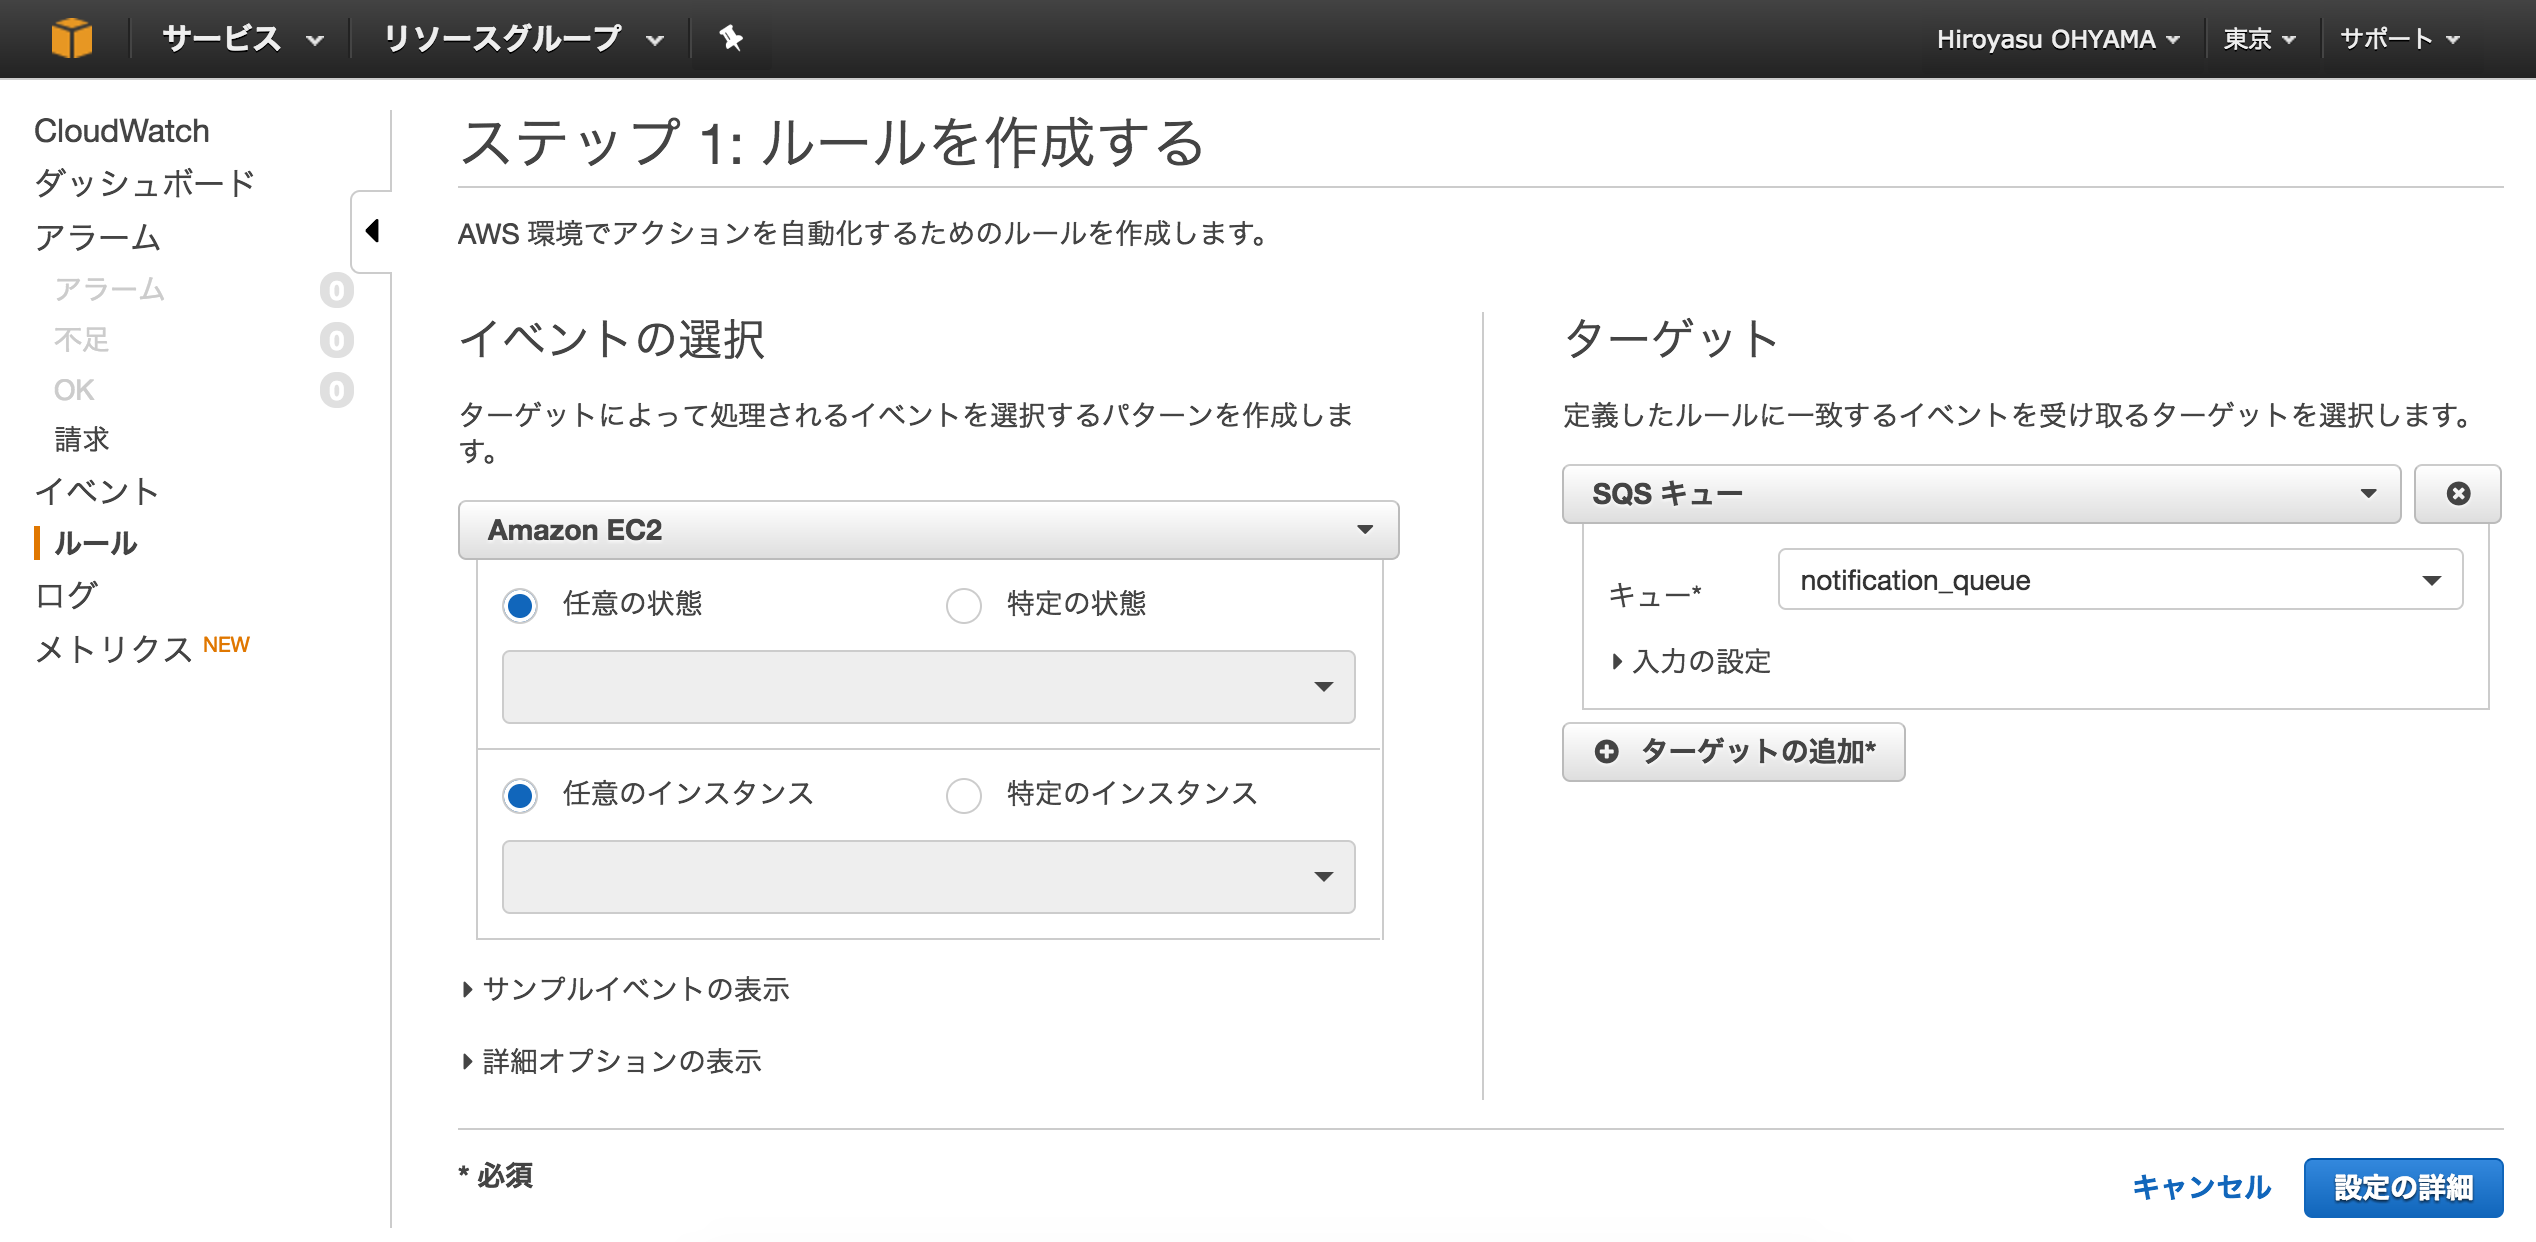 サービス リソースグループ Hiroyasu OHYAMA 東京 サポート
CloudWatch
ダッシュボード
アラーム
アラーム 0
不足 0
OK 0
請求
イベント
ルール
ログ
メトリクス NEW
ステップ 1: ルールを作成する
AWS 環境でアクションを自動化するためのルールを作成します。
イベントの選択
ターゲットによって処理されるイベントを選択するパターンを作成しま
す。
Amazon EC2
任意の状態 特定の状態
任意のインスタンス 特定のインスタンス
サンプルイベントの表示
詳細オプションの表示
ターゲット
定義したルールに一致するイベントを受け取るターゲットを選択します。
SQS キュー
キュー* notification_queue
入力の設定
ターゲットの追加*
* 必須
キャンセル 設定の詳細